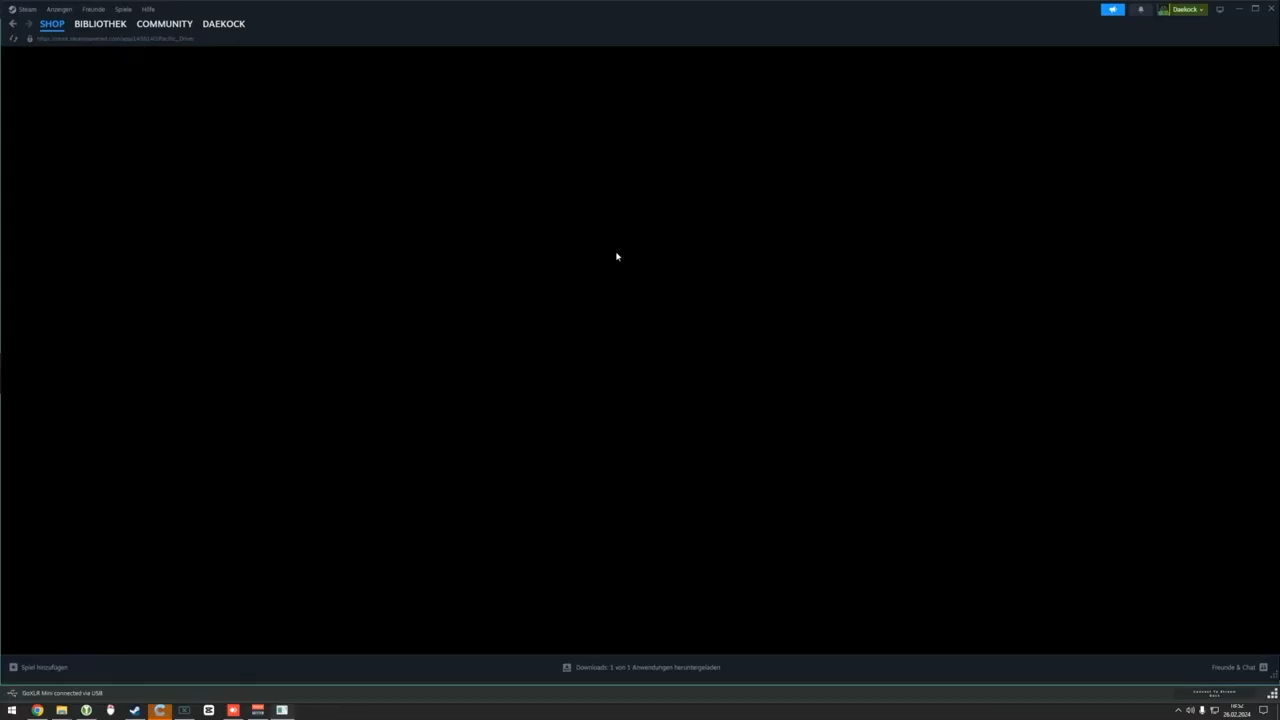 Steam Anzeigen Freunde Spiele Hilfe
Daekock
SHOP BIBLIOTHEK COMMUNITY DAEKOCK
Spiel hinzufügen
Downloads: 1 von 1 Anwendungen heruntergeladen
Freunde & Chat
GoXLR Mini connected via USB
26.02.2024